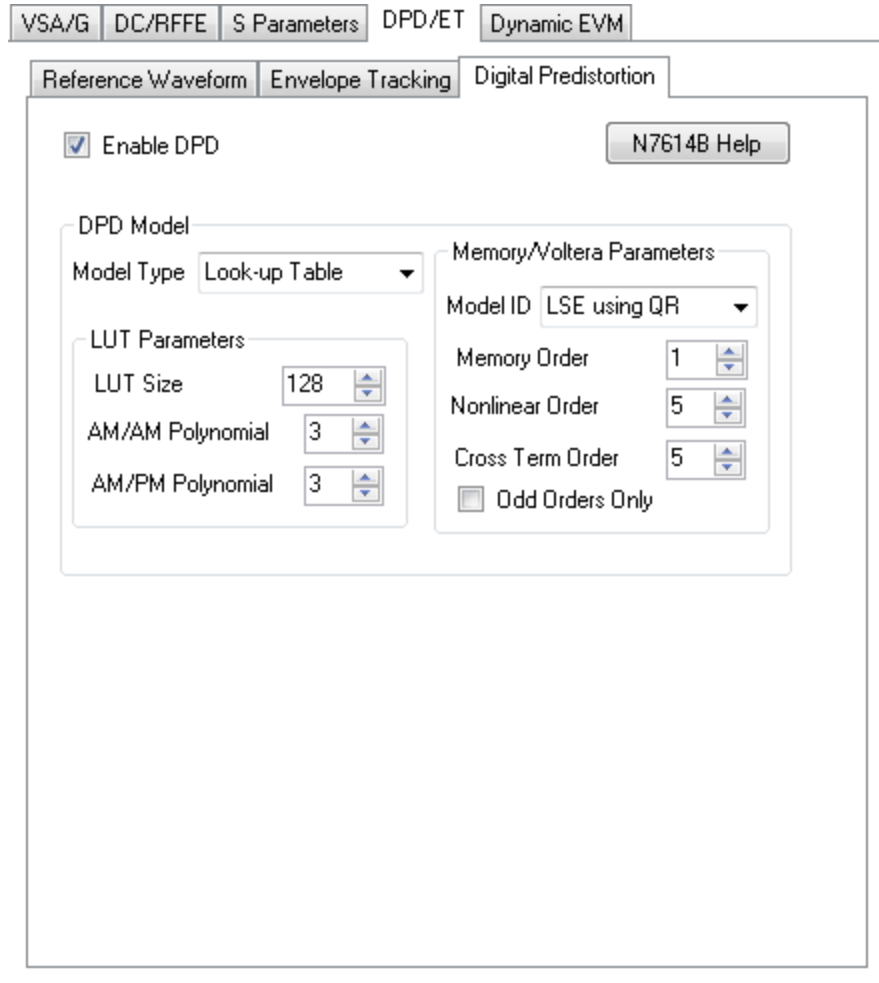 VSA/G DC/RFFE S Parameters DPD/ET Dynamic EVM
Reference Waveform Envelope Tracking Digital Predistortion
Enable DPD N7614B Help
DPD Model
Model Type Look-up Table
LUT Parameters
LUT Size 128
AM/AM Polynomial 3
AM/PM Polynomial 3
Memory/Voltera Parameters
Model ID LSE using QR
Memory Order 1
Nonlinear Order 5
Cross Term Order 5
Odd Orders Only